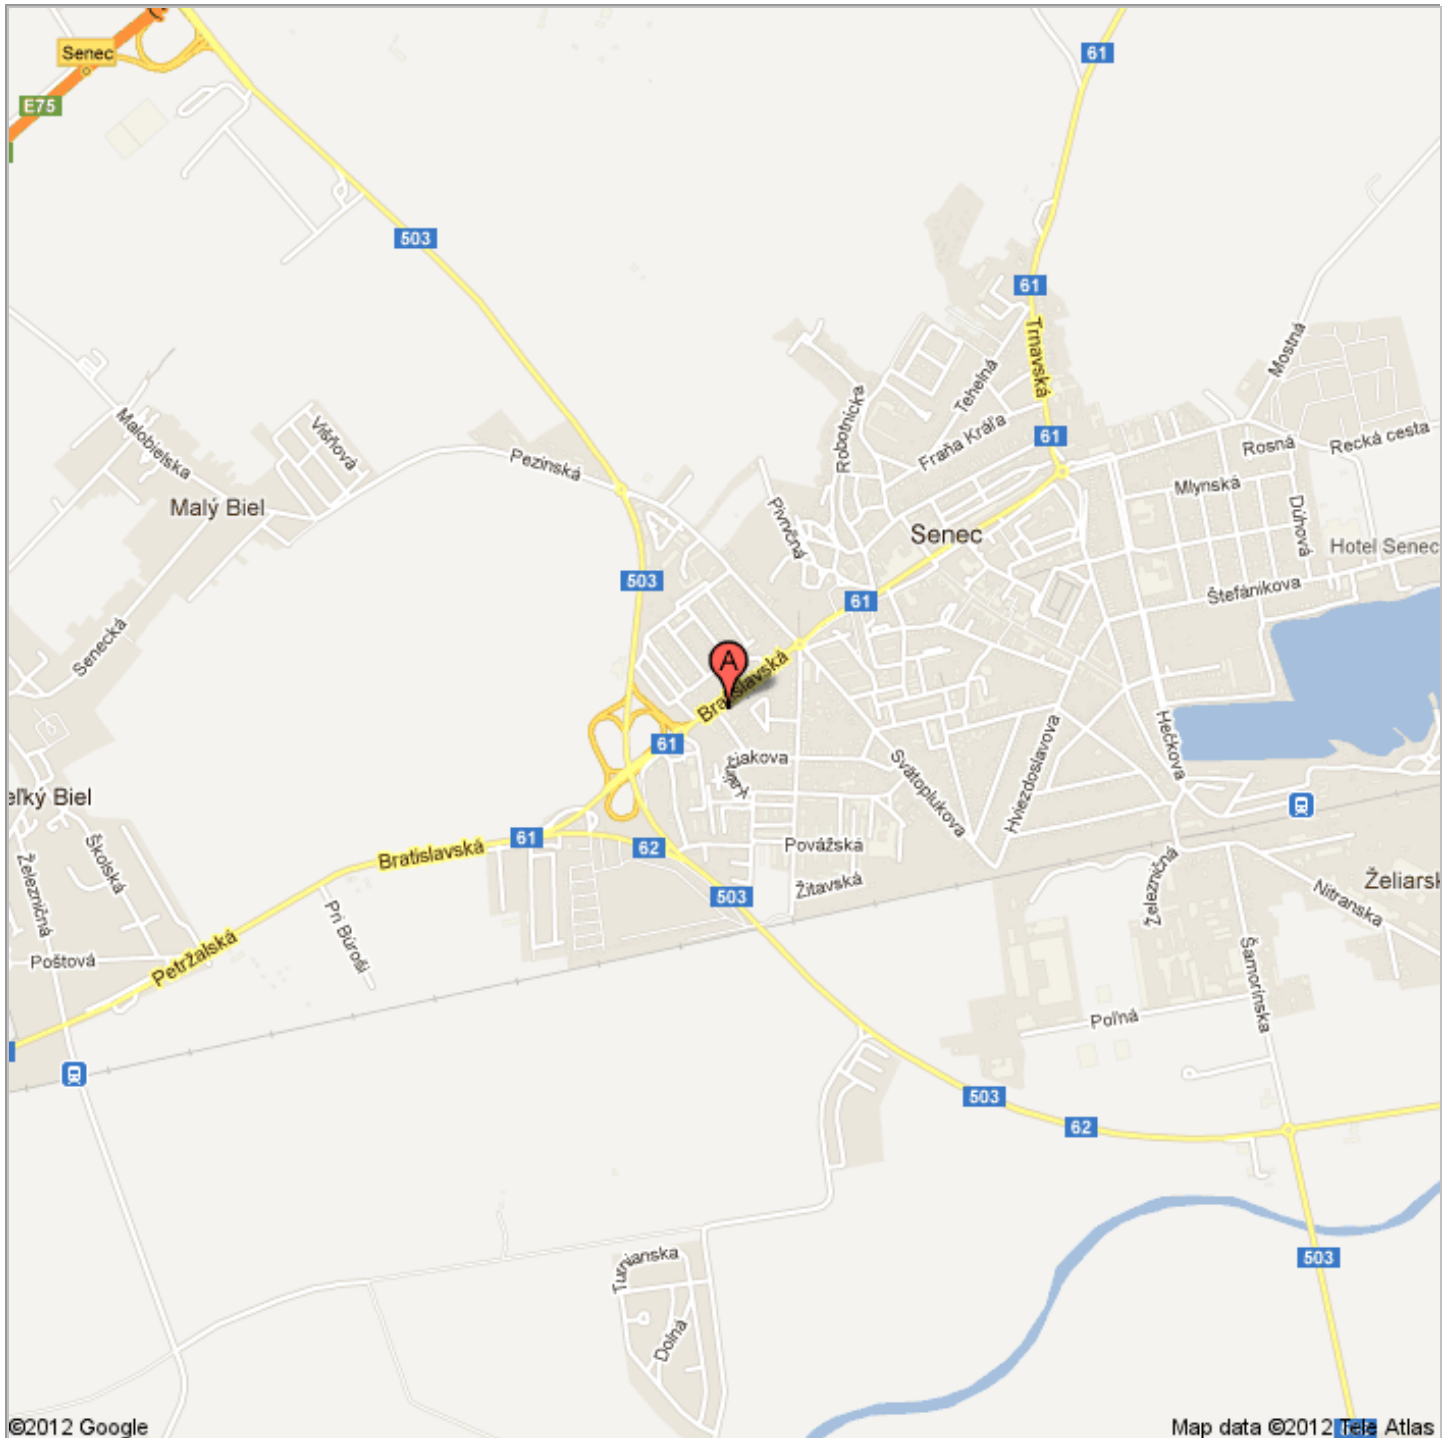 Senec
E75
61
503
61
Trnavská
Mostná
Tehelná
Robotnícka
Fraňa Kráľa
61
Rosná
Recká cesta
Malobielska
Višňová
Pezinská
Mlynská
Malý Biel
Pivničná
Dúhová
Senec
Hotel Senec
503
61
Štefánikova
Senecká
A
Bratislavská
Hečkova
61
čiakova
Svätoplukova
Hviezdoslavova
eľký Biel
Školská
Železničná
Bratislavská
61
62
Považská
Žitavská
503
Železničná
Nitranska
Želiarsk
Pri Búroši
Petržalská
Poštová
Šamorínska
Poľná
503
62
503
Turnianska
Dolná
©2012 Google
Map data ©2012 Tele Atlas